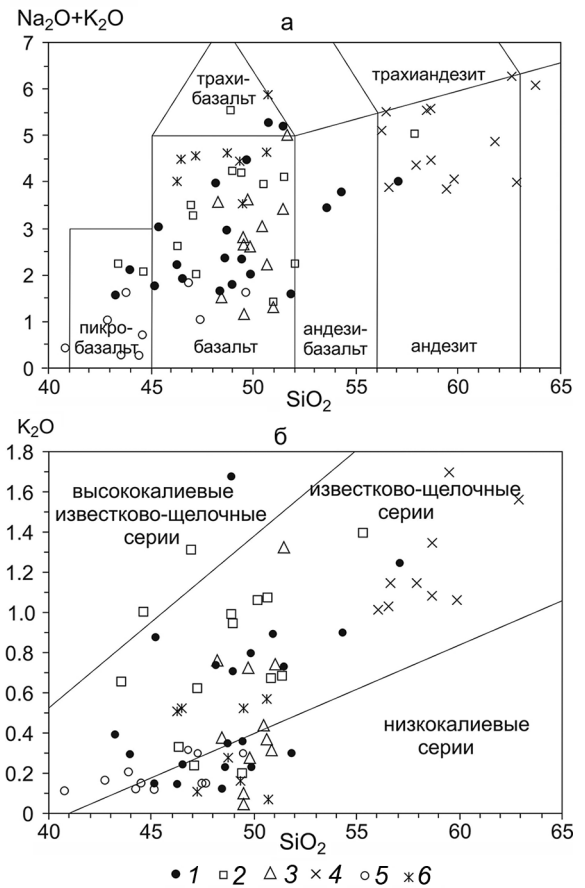 Na₂O+K₂O
а
7
6
5
4
3
2
1
0
трахи-
базальт
трахиандезит
пикро-
базальт
базальт
андези-
базальт
андезит
40
45
50
55
60
65
SiO₂
K₂O
б
1.8
1.6
1.4
1.2
1.0
0.8
0.6
0.4
0.2
0
высококалиевые
известково-щелочные
серии
известково-щелочные
серии
низкокалиевые
серии
40
45
50
55
60
65
SiO₂
1 2 3 4 5 6